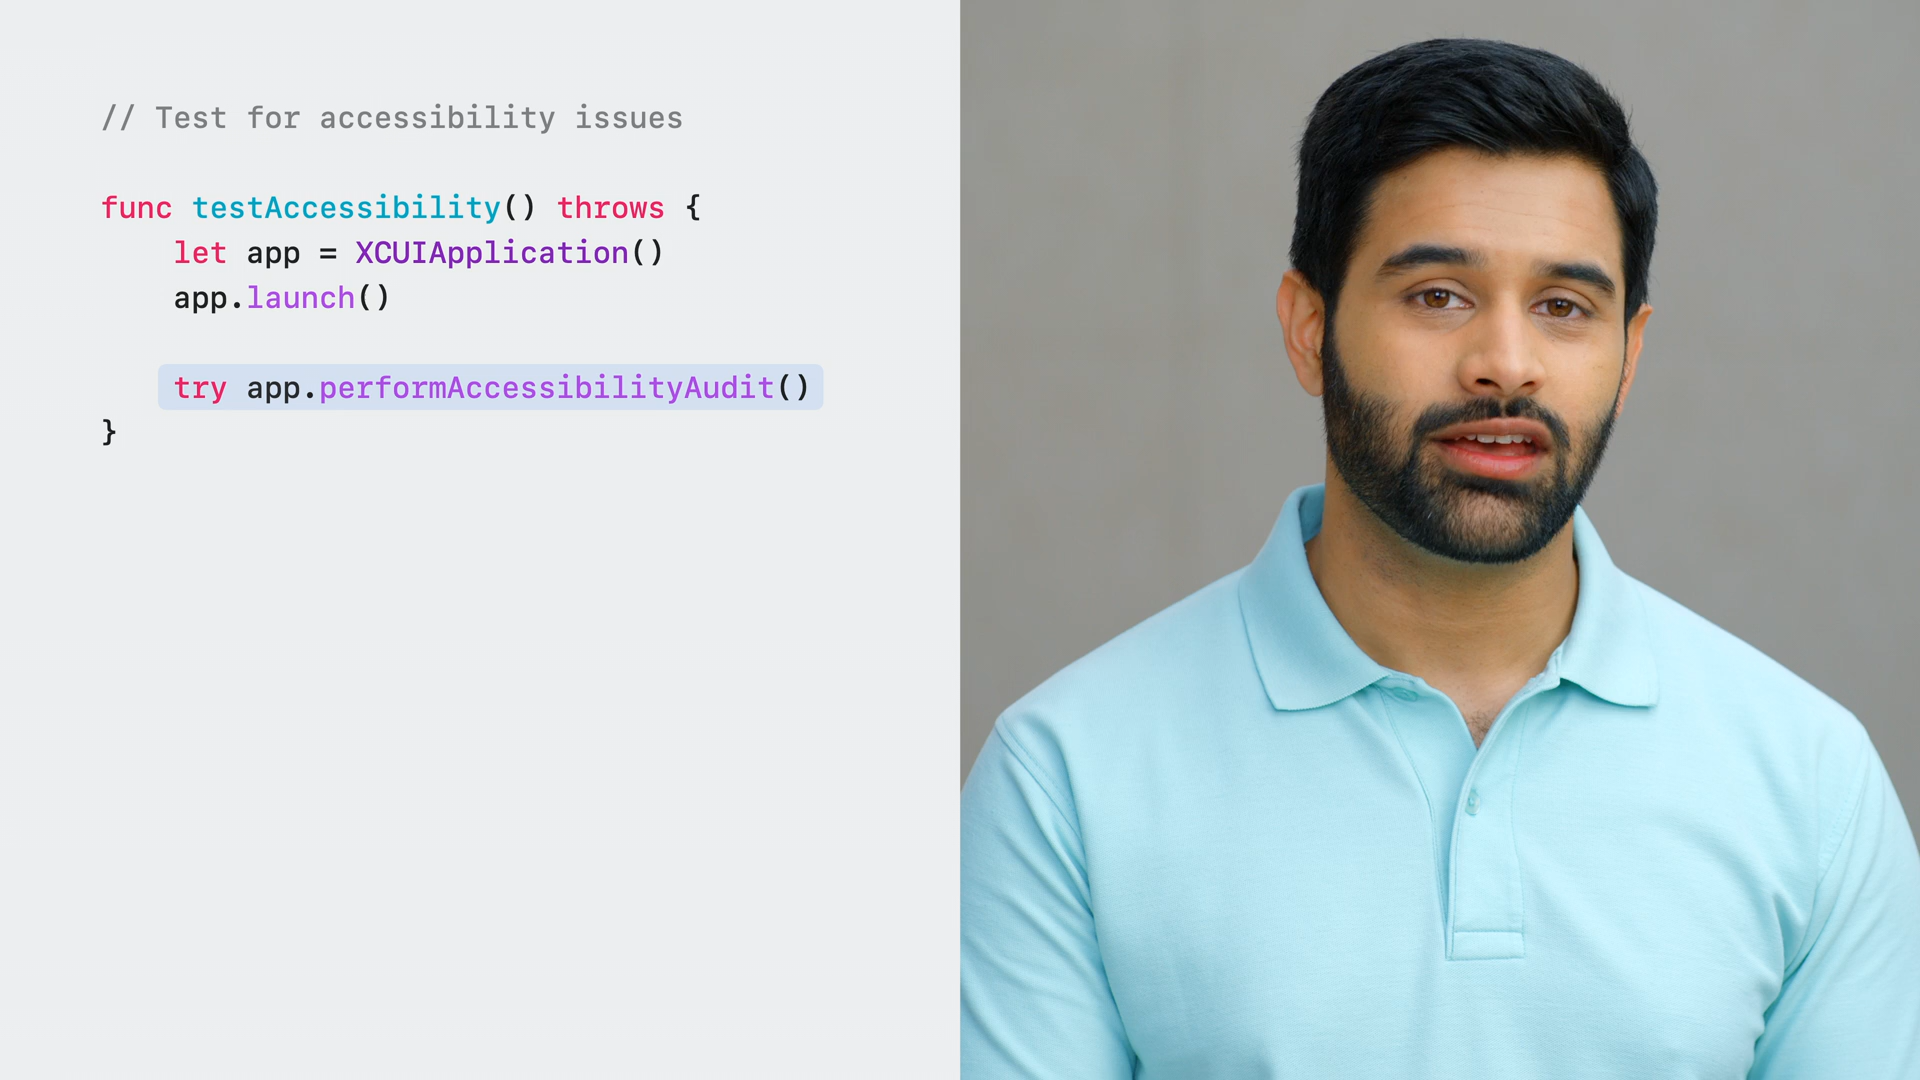 // Test for accessibility issues
func testAccessibility() throws {
let app = XCUIApplication()
app.launch()
try app.performAccessibilityAudit()
}